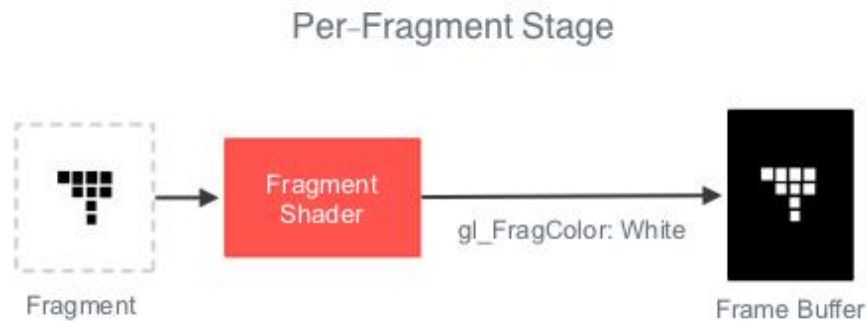 Per-Fragment Stage
Fragment
Shader
gl_FragColor: White
Fragment
Frame Buffer